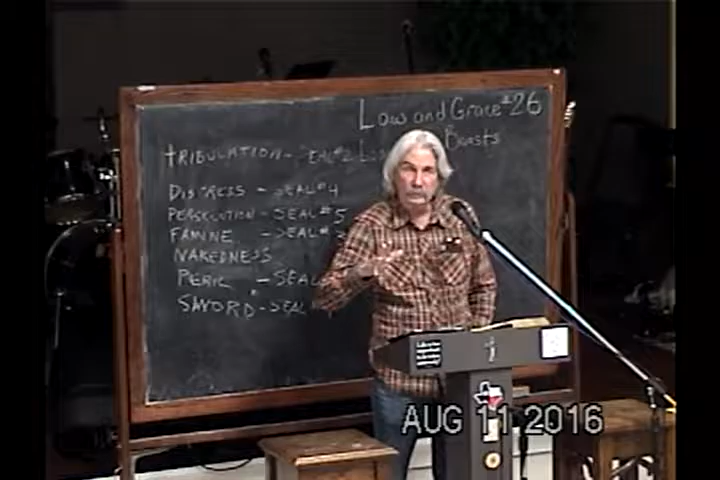 Law and Grace #26
TRIBULATION - SEAL #2 Beasts
DISTRESS - SEAL #4
PERSECUTION - SEAL #5
FAMINE - SEAL #
NAKEDNESS
PERIL - SEAL
SWORD - SEAL
AUG 11.2016